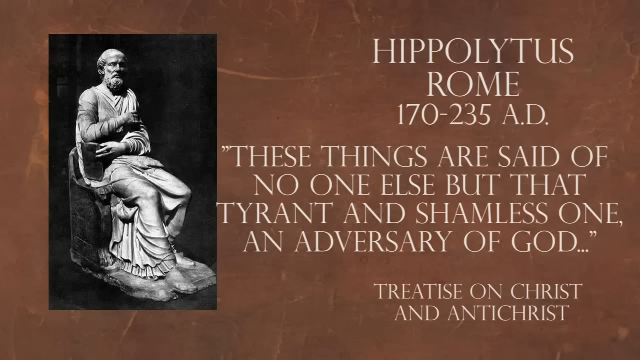 HIPPOLYTUS
ROME
170-235 A.D.
"THESE THINGS ARE SAID OF
NO ONE ELSE BUT THAT
TYRANT AND SHAMLESS ONE,
AN ADVERSARY OF GOD..."
TREATISE ON CHRIST
AND ANTICHRIST